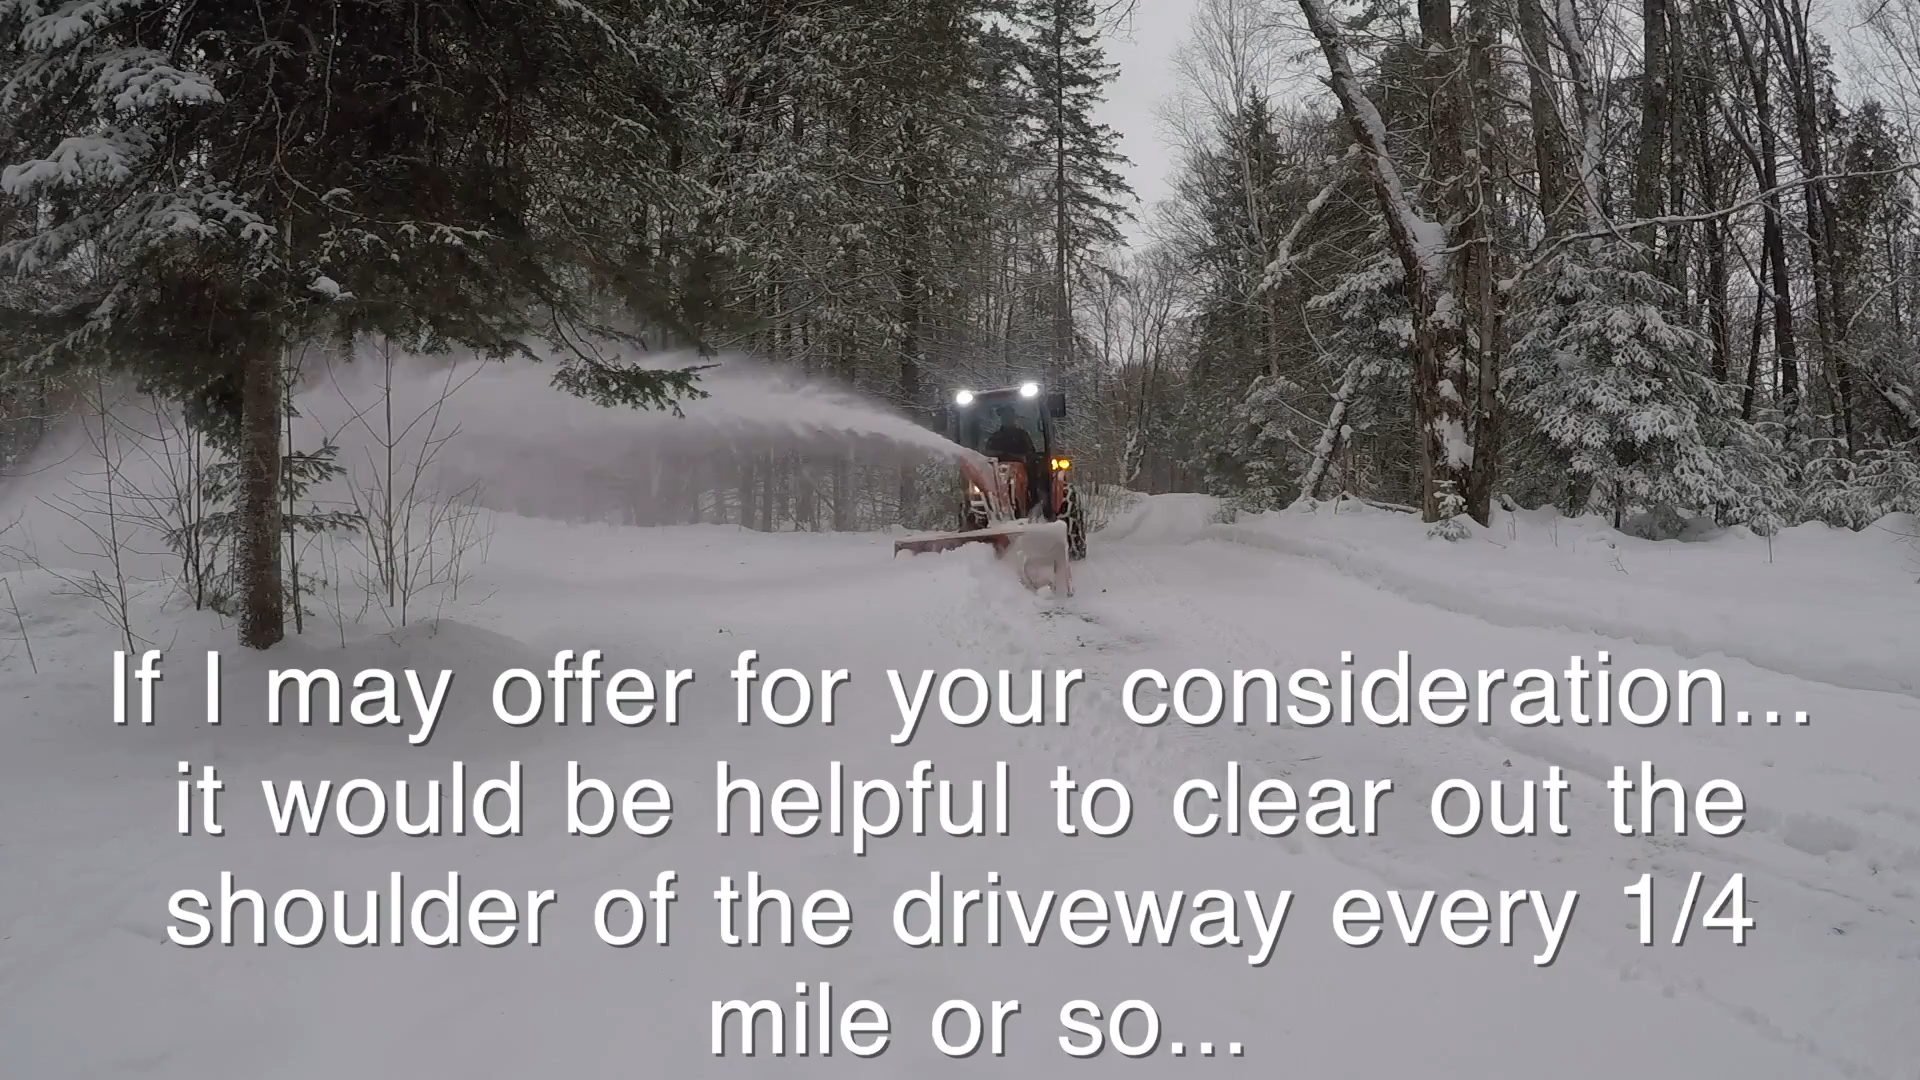 If I may offer for your consideration...
it would be helpful to clear out the
shoulder of the driveway every 1/4
mile or so...